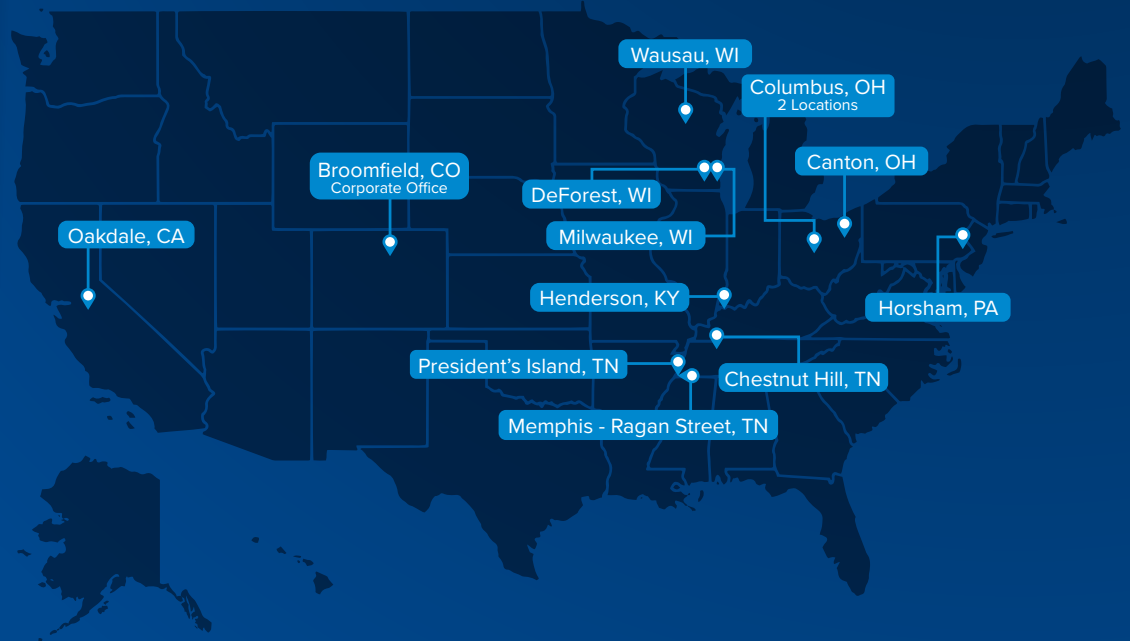 Wausau, WI
Columbus, OH
2 Locations
Broomfield, CO
Corporate Office
Canton, OH
DeForest, WI
Oakdale, CA
Milwaukee, WI
Henderson, KY
Horsham, PA
President’s Island, TN
Chestnut Hill, TN
Memphis - Ragan Street, TN